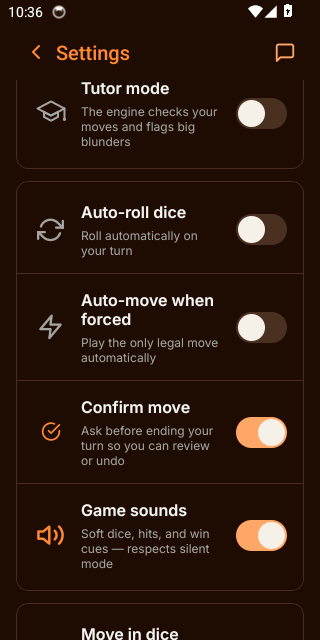 10:36
Settings
Tutor mode
The engine checks your
moves and flags big
blunders
Auto-roll dice
Roll automatically on
your turn
Auto-move when
forced
Play the only legal move
automatically
Confirm move
Ask before ending your
turn so you can review
or undo
Game sounds
Soft dice, hits, and win
cues — respects silent
mode
Move in dice